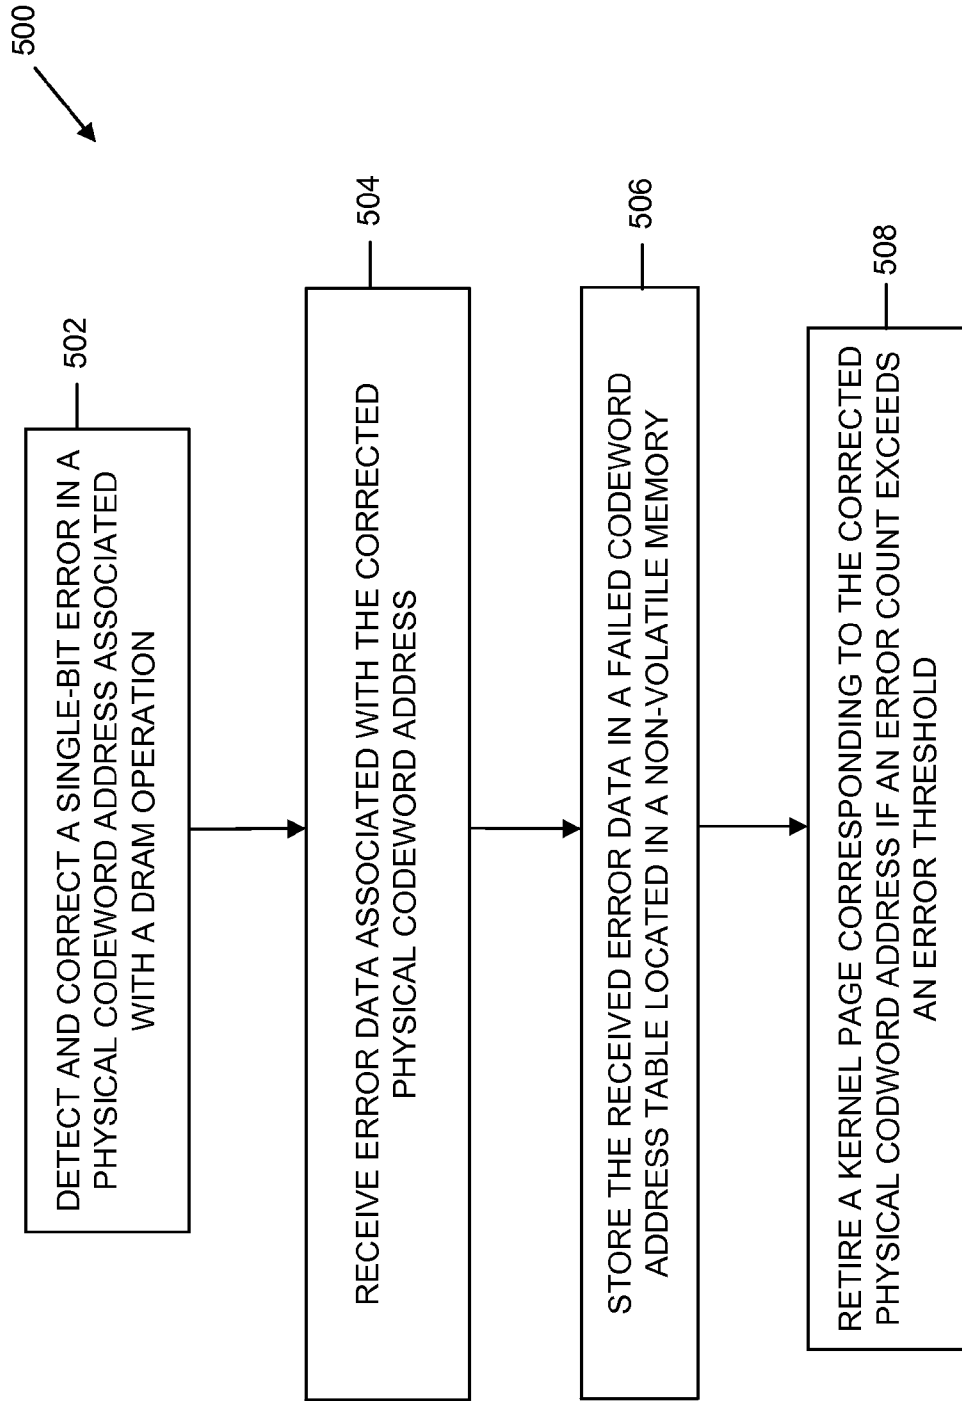 500
502
DETECT AND CORRECT A SINGLE-BIT ERROR IN A
PHYSICAL CODEWORD ADDRESS ASSOCIATED
WITH A DRAM OPERATION
504
RECEIVE ERROR DATA ASSOCIATED WITH THE CORRECTED
PHYSICAL CODEWORD ADDRESS
506
STORE THE RECEIVED ERROR DATA IN A FAILED CODEWORD
ADDRESS TABLE LOCATED IN A NON-VOLATILE MEMORY
508
RETIRE A KERNEL PAGE CORRESPONDING TO THE CORRECTED
PHYSICAL CODWORD ADDRESS IF AN ERROR COUNT EXCEEDS
AN ERROR THRESHOLD